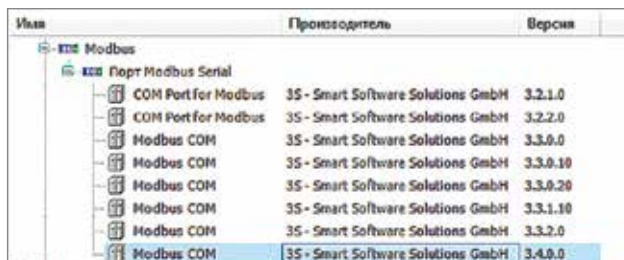 Имя Производитель Версия
Modbus
Порт Modbus Serial
COM Port for Modbus 3S - Smart Software Solutions GmbH 3.2.1.0
COM Port for Modbus 3S - Smart Software Solutions GmbH 3.2.2.0
Modbus COM 3S - Smart Software Solutions GmbH 3.3.0.0
Modbus COM 3S - Smart Software Solutions GmbH 3.3.0.10
Modbus COM 3S - Smart Software Solutions GmbH 3.3.0.20
Modbus COM 3S - Smart Software Solutions GmbH 3.3.1.10
Modbus COM 3S - Smart Software Solutions GmbH 3.3.2.0
Modbus COM 3S - Smart Software Solutions GmbH 3.4.0.0